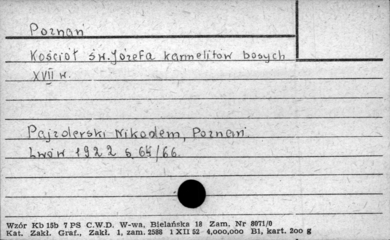 Poznań
Kościół św. Józefa karmelitów bosych
XVII w.
Pajzderski Nikodem, Poznań.
Lwów 1922 s 64/66.
Wzór Kb 15b 7 PS C.W.D. W-wa, Bielańska 18 Zam. Nr 8071/0
Kat. Zakł. Graf., Zakł. 1, zam. 2588 1 XII 52 4,000,000 B1, kart. 200 g